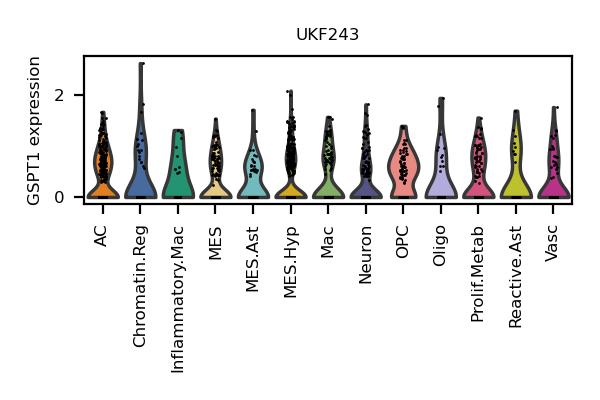 UKF243
GSPT1 expression
2
0
AC
Chromatin.Reg
Inflammatory.Mac
MES
MES.Ast
MES.Hyp
Mac
Neuron
OPC
Oligo
Prolif.Metab
Reactive.Ast
Vasc